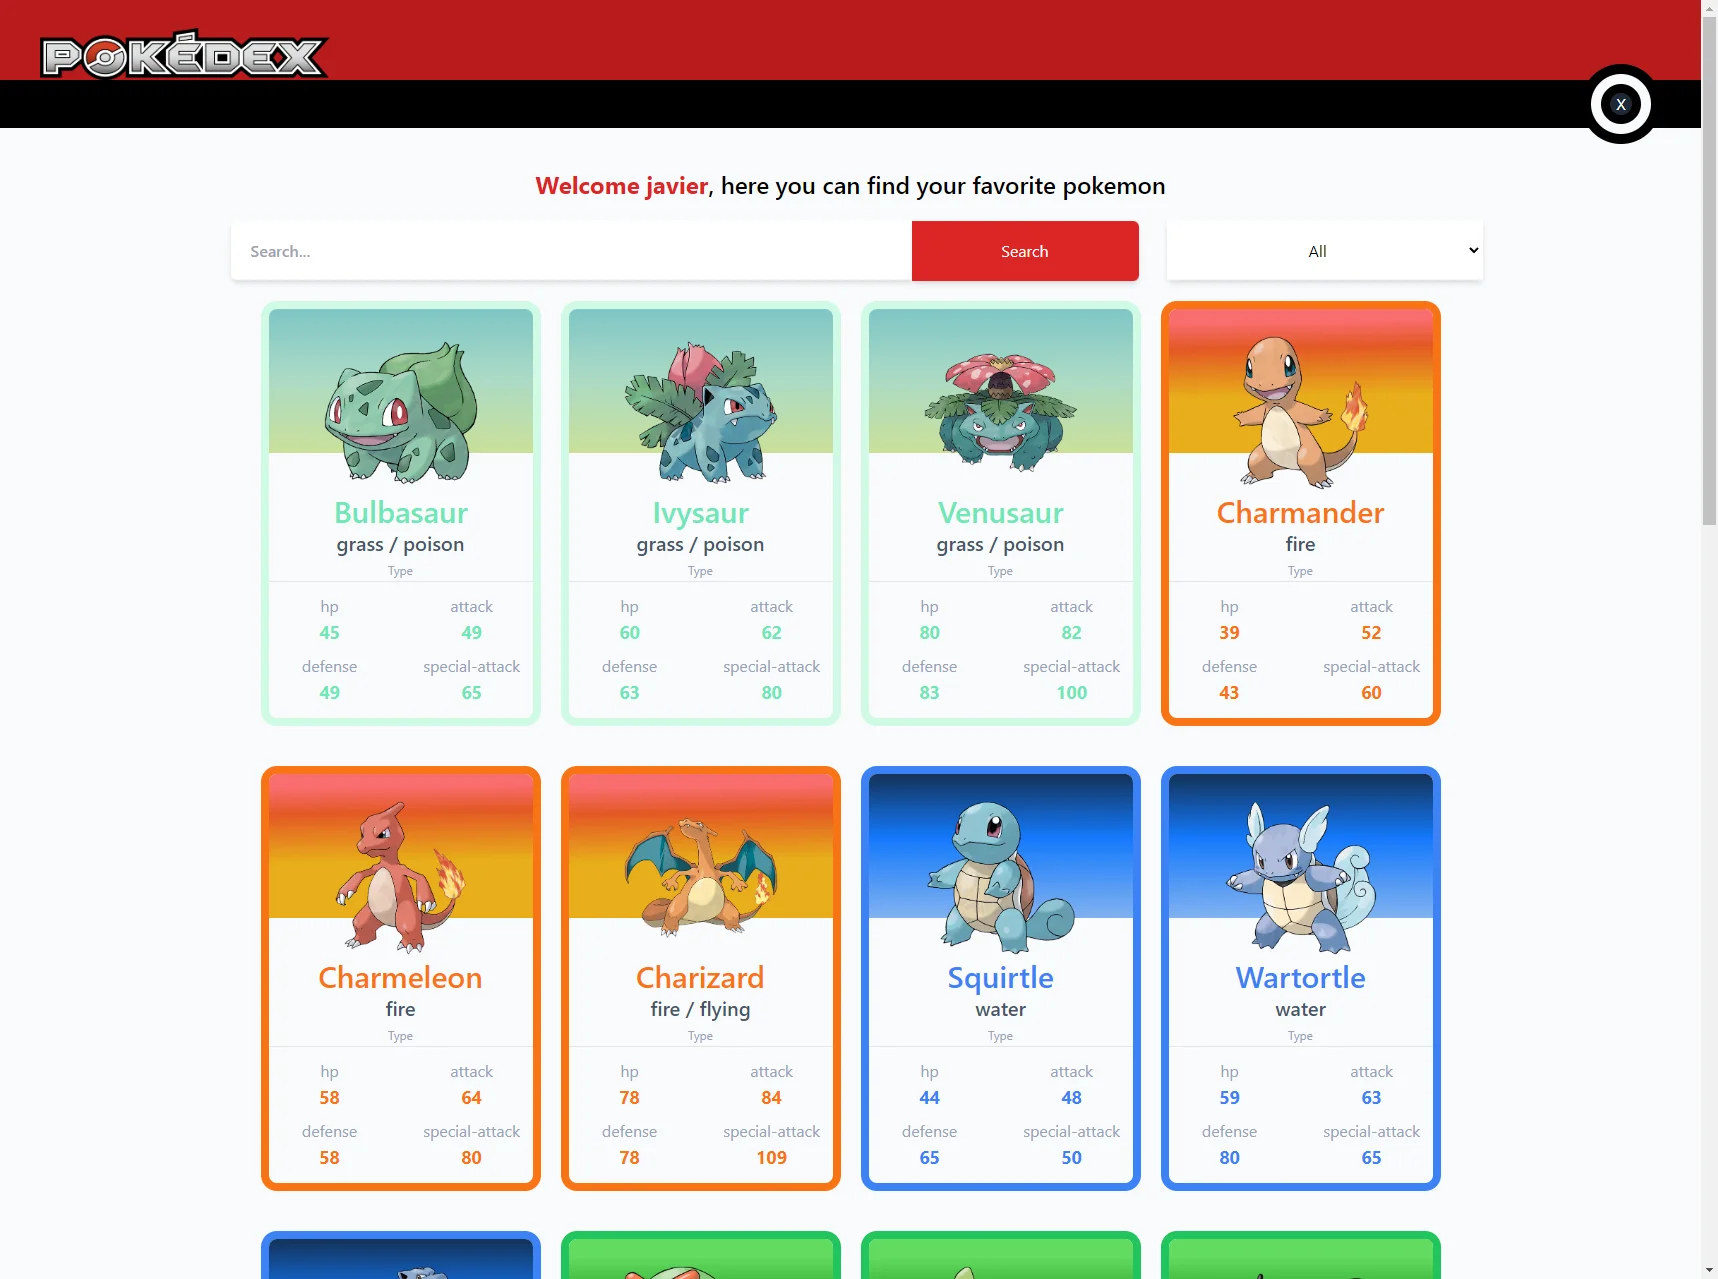 POKÉDEX
X
Welcome javier, here you can find your favorite pokemon
Search...
Search
All
Bulbasaur
grass / poison
Type
hp
attack
45
49
defense
special-attack
49
65
Ivysaur
grass / poison
Type
hp
attack
60
62
defense
special-attack
63
80
Venusaur
grass / poison
Type
hp
attack
80
82
defense
special-attack
83
100
Charmander
fire
Type
hp
attack
39
52
defense
special-attack
43
60
Charmeleon
fire
Type
hp
attack
58
64
defense
special-attack
58
80
Charizard
fire / flying
Type
hp
attack
78
84
defense
special-attack
78
109
Squirtle
water
Type
hp
attack
44
48
defense
special-attack
65
50
Wartortle
water
Type
hp
attack
59
63
defense
special-attack
80
65